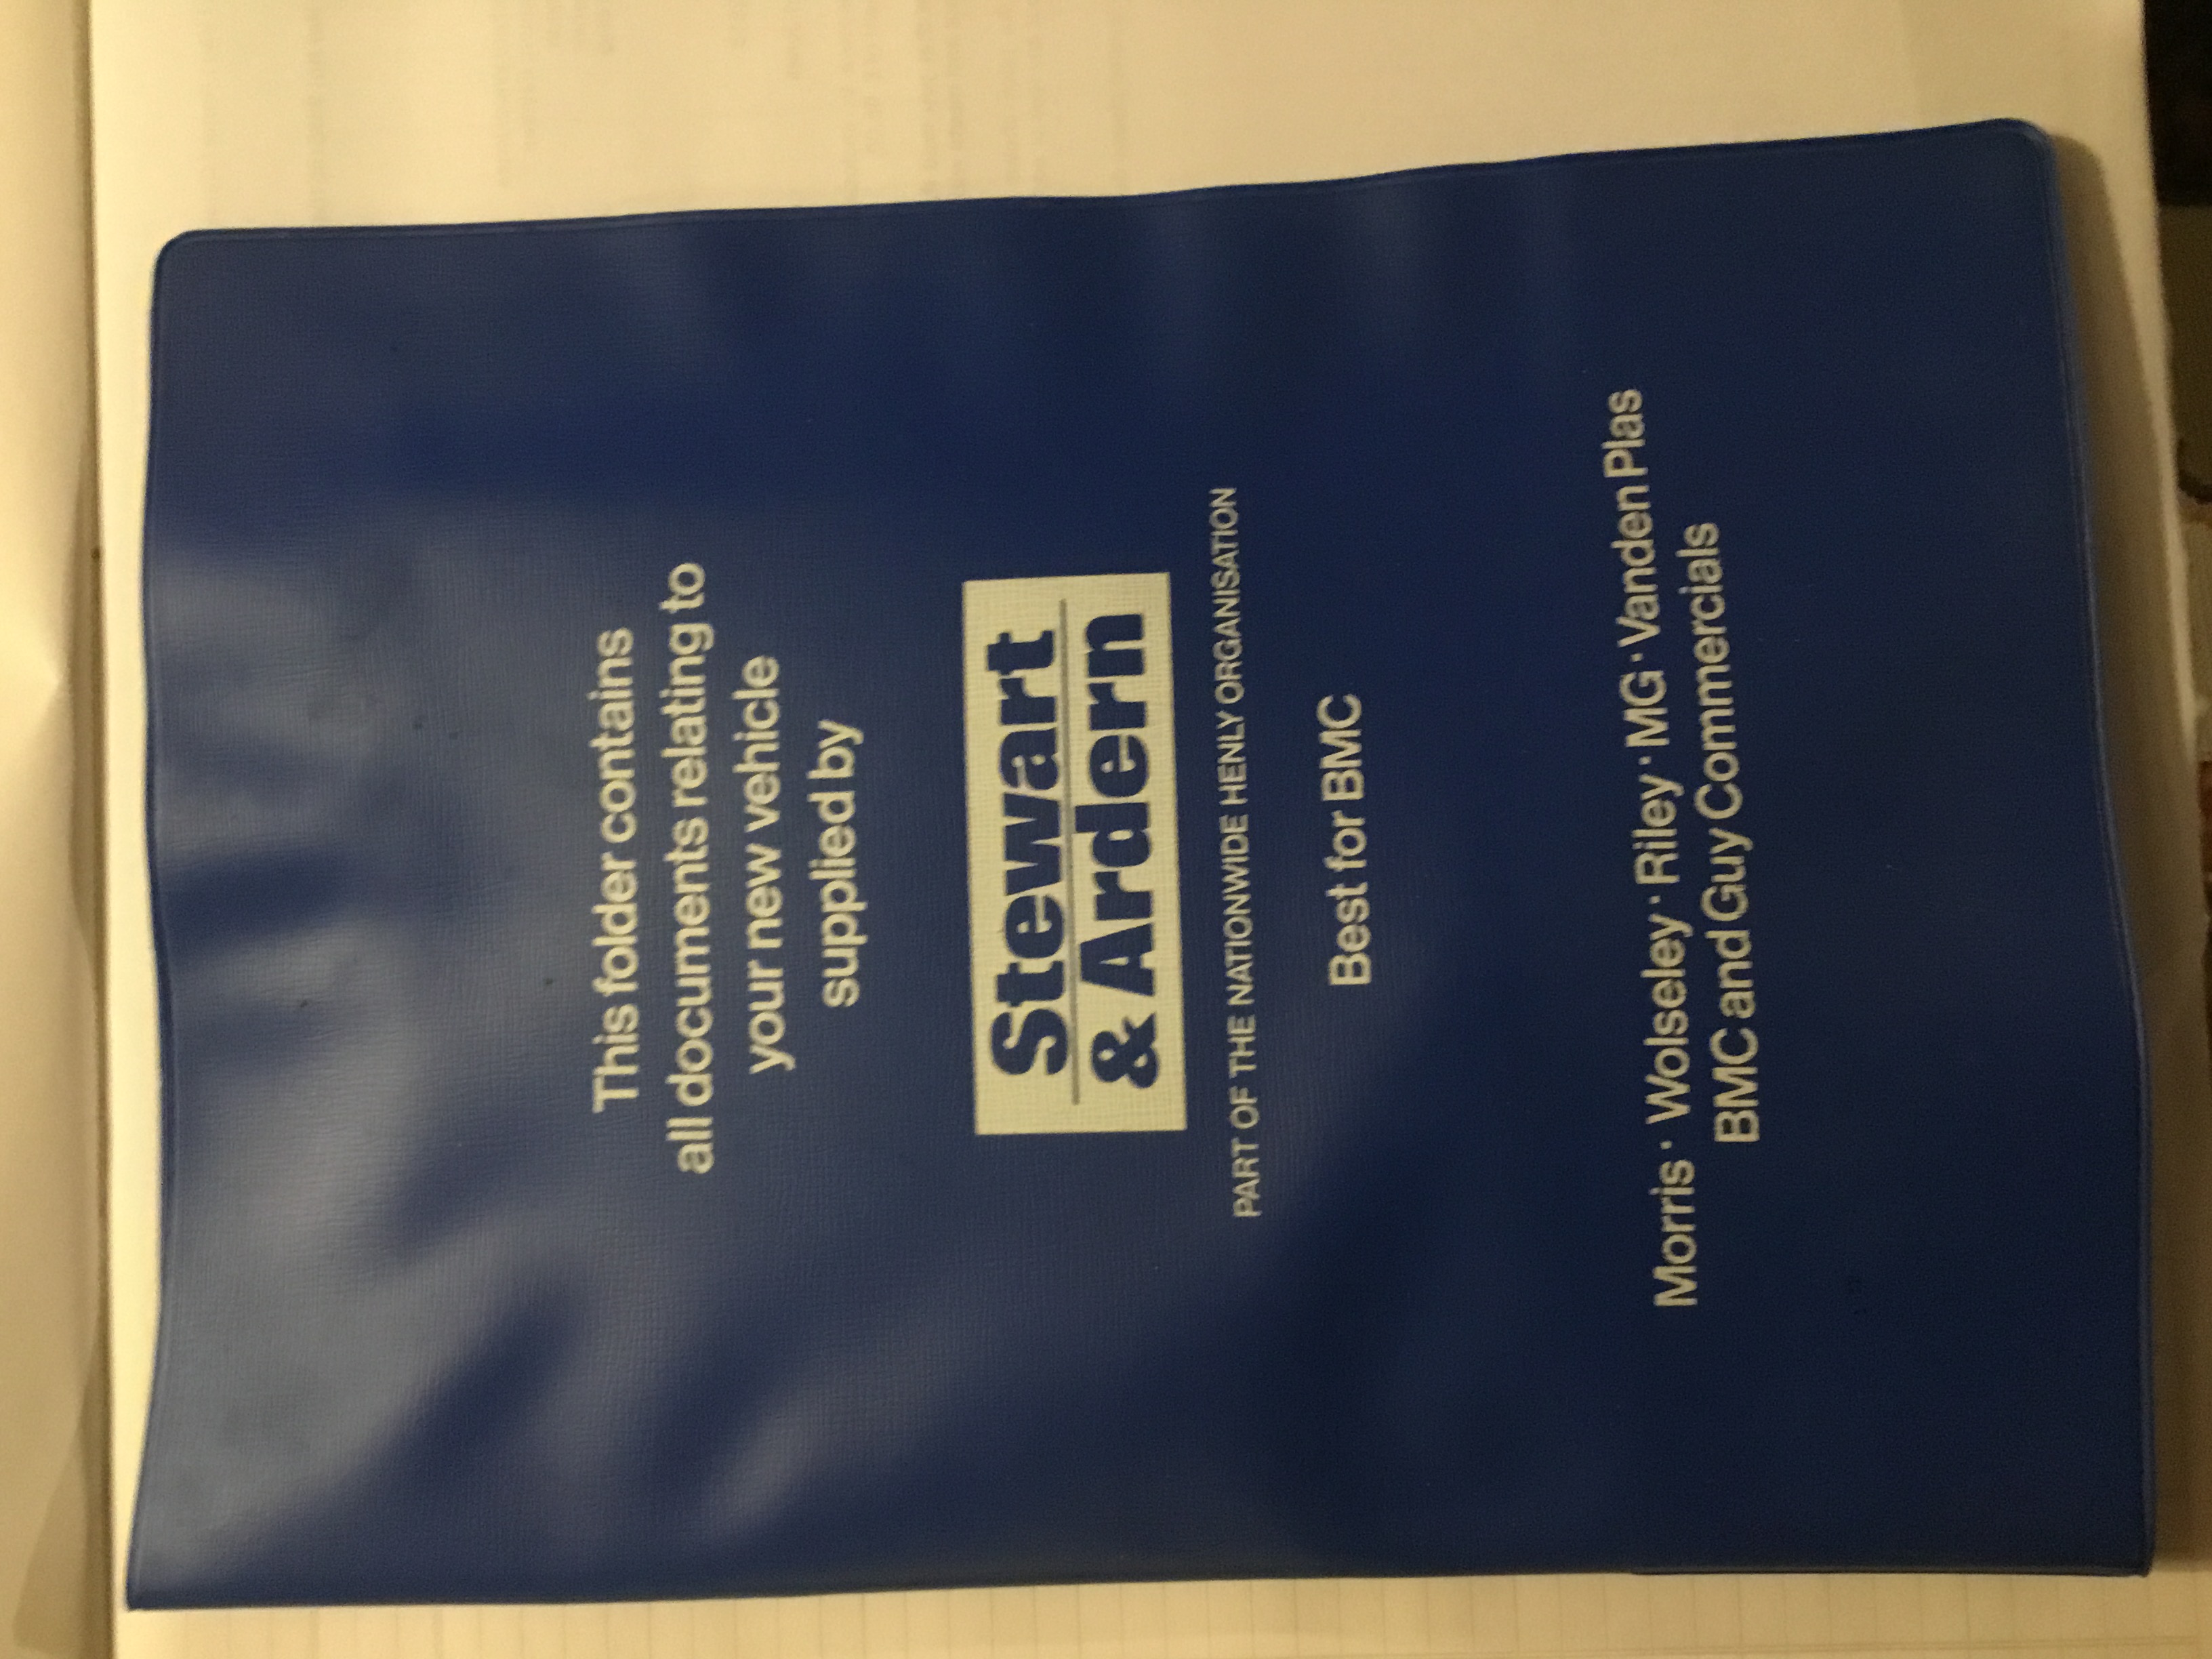 This folder contains
all documents relating to
your new vehicle
supplied by
Stewart
& Ardern
PART OF THE NATIONWIDE HENLY ORGANISATION
Best for BMC
Morris · Wolseley · Riley · MG · Vanden Plas
BMC and Guy Commercials